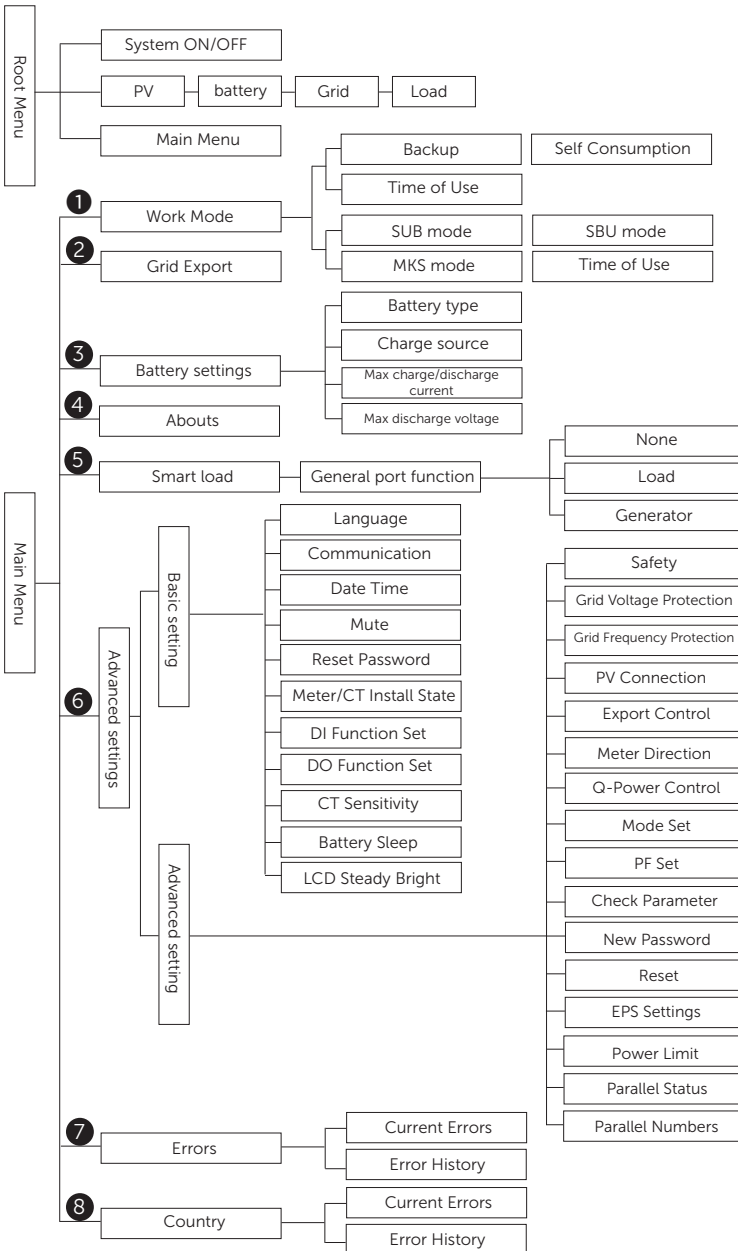 Root Menu
System ON/OFF
PV
battery
Grid
Load
Main Menu
Main Menu
1
Work Mode
Backup
Self Consumption
Time of Use
SUB mode
SBU mode
MKS mode
Time of Use
2
Grid Export
3
Battery settings
Battery type
Charge source
Max charge/discharge
current
Max discharge voltage
4
Abouts
5
Smart load
General port function
None
Load
Generator
6
Advanced settings
Basic setting
Language
Communication
Date Time
Mute
Reset Password
Meter/CT Install State
DI Function Set
DO Function Set
CT Sensitivity
Battery Sleep
LCD Steady Bright
Advanced setting
Safety
Grid Voltage Protection
Grid Frequency Protection
PV Connection
Export Control
Meter Direction
Q-Power Control
Mode Set
PF Set
Check Parameter
New Password
Reset
EPS Settings
Power Limit
Parallel Status
Parallel Numbers
7
Errors
Current Errors
Error History
8
Country
Current Errors
Error History